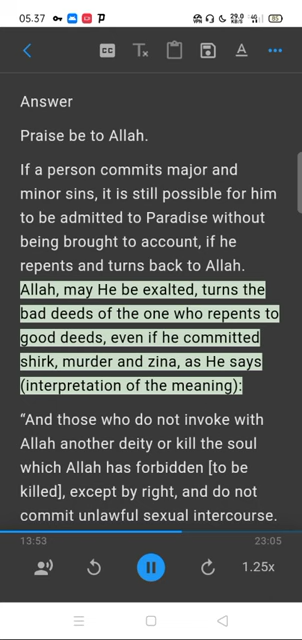 05.37
29.0
KB/S
85
CC
Answer
Praise be to Allah.
If a person commits major and
minor sins, it is still possible for him
to be admitted to Paradise without
being brought to account, if he
repents and turns back to Allah.
Allah, may He be exalted, turns the
bad deeds of the one who repents to
good deeds, even if he committed
shirk, murder and zina, as He says
(interpretation of the meaning):
“And those who do not invoke with
Allah another deity or kill the soul
which Allah has forbidden [to be
killed], except by right, and do not
commit unlawful sexual intercourse.
13:53 23:05
1.25x